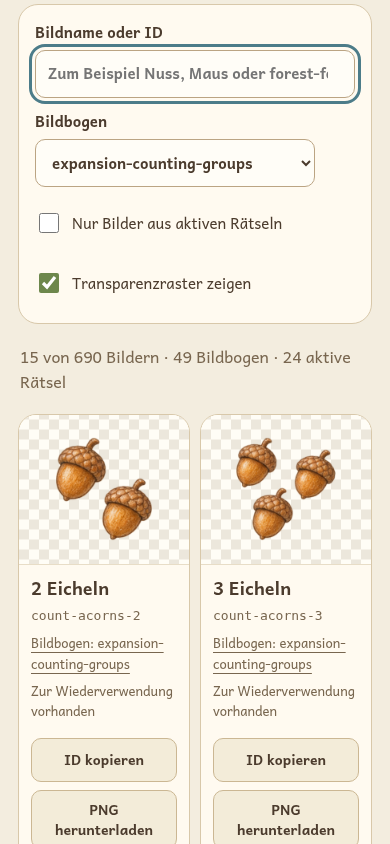 Bildname oder ID
Zum Beispiel Nuss, Maus oder forest-f
Bildbogen
expansion-counting-groups
Nur Bilder aus aktiven Rätseln
Transparenzraster zeigen
15 von 690 Bildern · 49 Bildbogen · 24 aktive
Rätsel
2 Eicheln
count-acorns-2
Bildbogen: expansion-
counting-groups
Zur Wiederverwendung
vorhanden
ID kopieren
PNG
herunterladen
3 Eicheln
count-acorns-3
Bildbogen: expansion-
counting-groups
Zur Wiederverwendung
vorhanden
ID kopieren
PNG
herunterladen